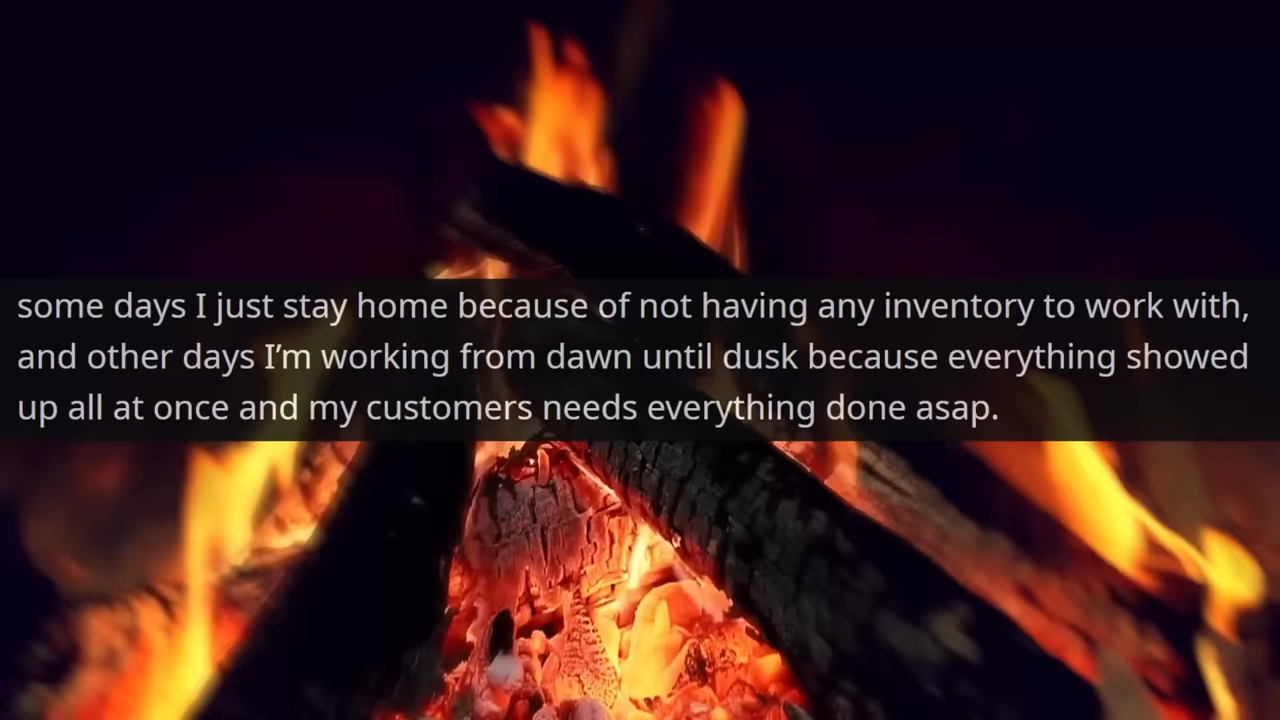 some days I just stay home because of not having any inventory to work with,
and other days I’m working from dawn until dusk because everything showed
up all at once and my customers needs everything done asap.